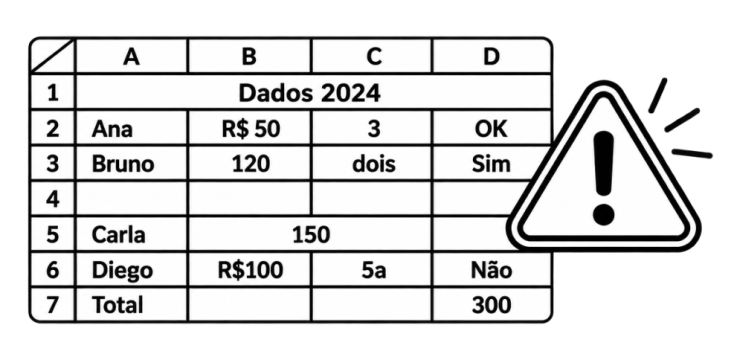 A B C D
1 Dados 2024
2 Ana R$ 50 3 OK
3 Bruno 120 dois Sim
4
5 Carla 150
6 Diego R$100 5a Não
7 Total 300
!